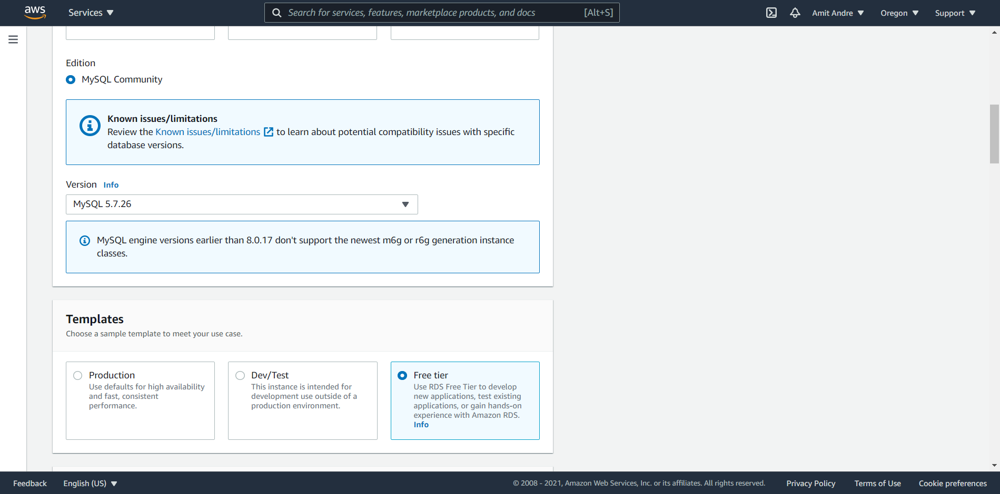 aws Services Search for services, features, marketplace products, and docs [Alt+S] Amit Andre Oregon Support
Edition
MySQL Community
Known issues/limitations
Review the Known issues/limitations to learn about potential compatibility issues with specific
database versions.
Version Info
MySQL 5.7.26
MySQL engine versions earlier than 8.0.17 don't support the newest m6g or r6g generation instance
classes.
Templates
Choose a sample template to meet your use case.
Production
Use defaults for high availability
and fast, consistent
performance.
Dev/Test
This instance is intended for
development use outside of a
production environment.
Free tier
Use RDS Free Tier to develop
new applications, test existing
applications, or gain hands-on
experience with Amazon RDS.
Info
Feedback English (US) © 2008 - 2021, Amazon Web Services, Inc. or its affiliates. All rights reserved. Privacy Policy Terms of Use Cookie preferences